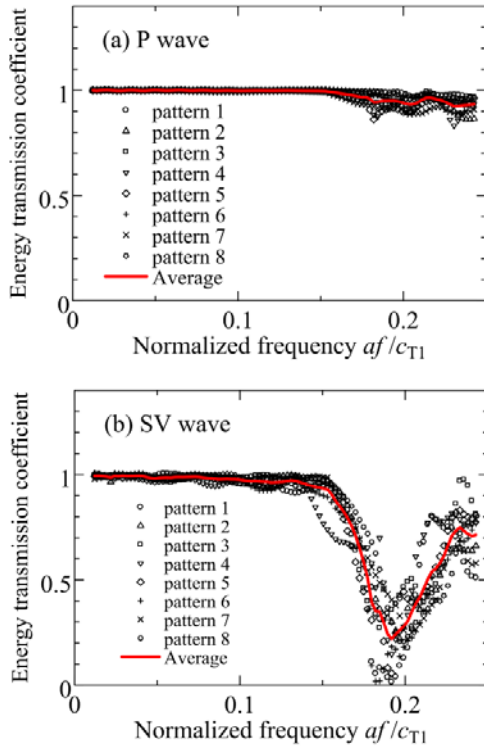 (a) P wave
Energy transmission coefficient
1
0.5
0
pattern 1
pattern 2
pattern 3
pattern 4
pattern 5
pattern 6
pattern 7
pattern 8
Average
0 0.1 0.2
Normalized frequency af/cT1
(b) SV wave
Energy transmission coefficient
1
0.5
0
pattern 1
pattern 2
pattern 3
pattern 4
pattern 5
pattern 6
pattern 7
pattern 8
Average
0 0.1 0.2
Normalized frequency af/cT1